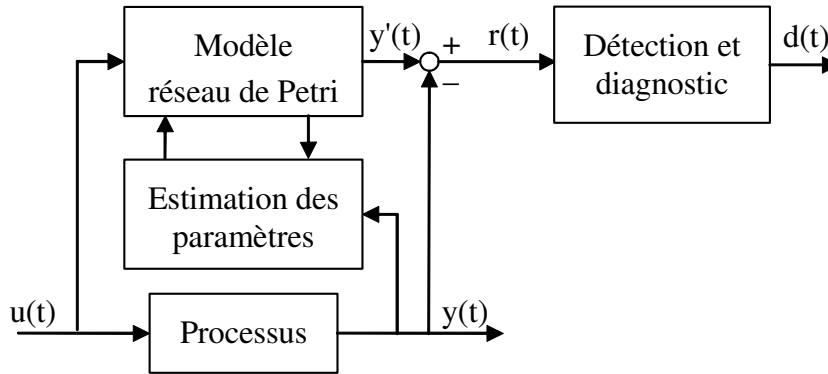 Modèle
réseau de Petri
y'(t)
+
−
r(t)
Détection et
diagnostic
d(t)
Estimation des
paramètres
u(t)
Processus
y(t)